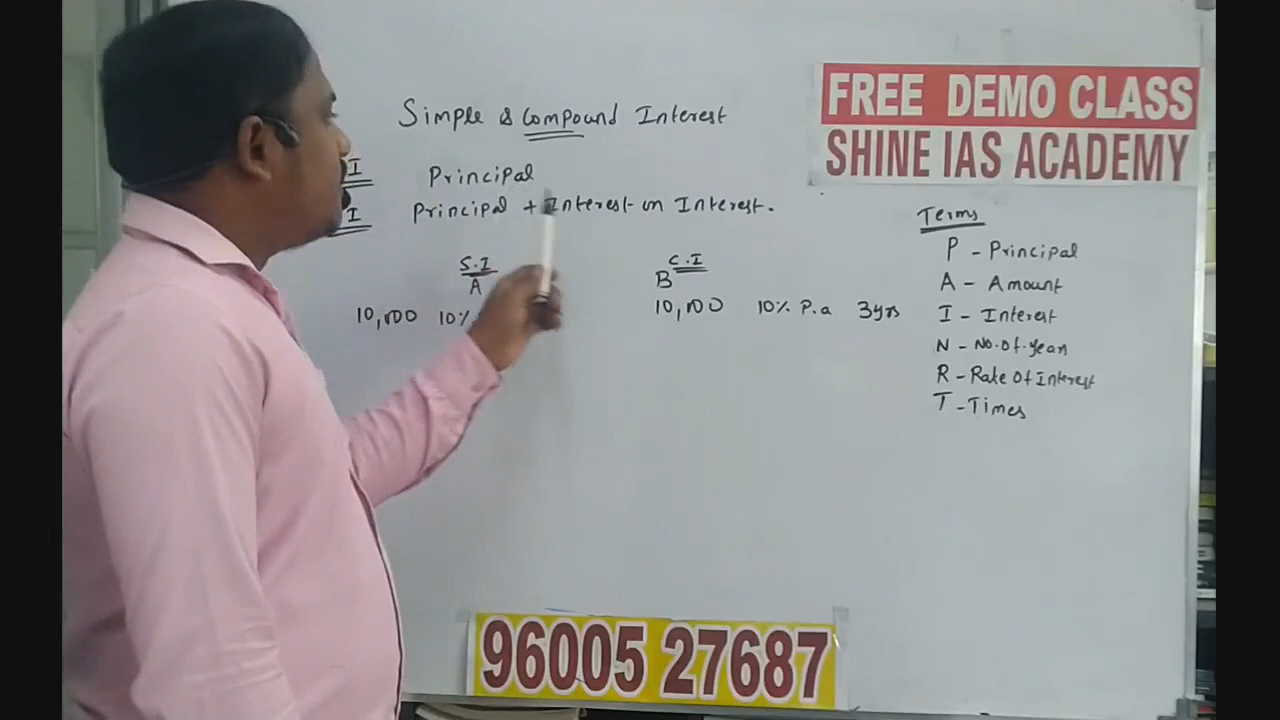 Simple & Compound Interest
I Principal
I Principal + Interest on Interest.
S.I
A
10,000 10%
C.I
B
10,000 10% P.a 3yrs
FREE DEMO CLASS
SHINE IAS ACADEMY
Terms
P - Principal
A - Amount
I - Interest
N - No.of.year
R - Rate Of Interest
T - Times
96005 27687